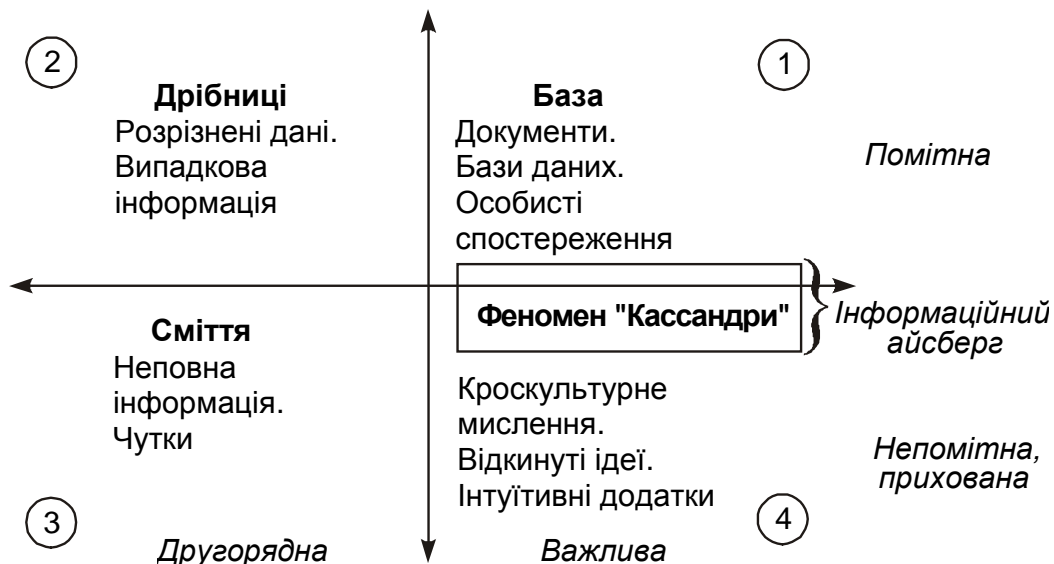 2
Дрібниці
Розрізнені дані.
Випадкова
інформація
1
База
Документи.
Бази даних.
Особисті
спостереження
Помітна
Феномен "Кассандри"
Інформаційний
айсберг
Сміття
Неповна
інформація.
Чутки
Кроскультурне
мислення.
Відкинуті ідеї.
Інтуїтивні додатки
Непомітна,
прихована
3
Другорядна
Важлива
4